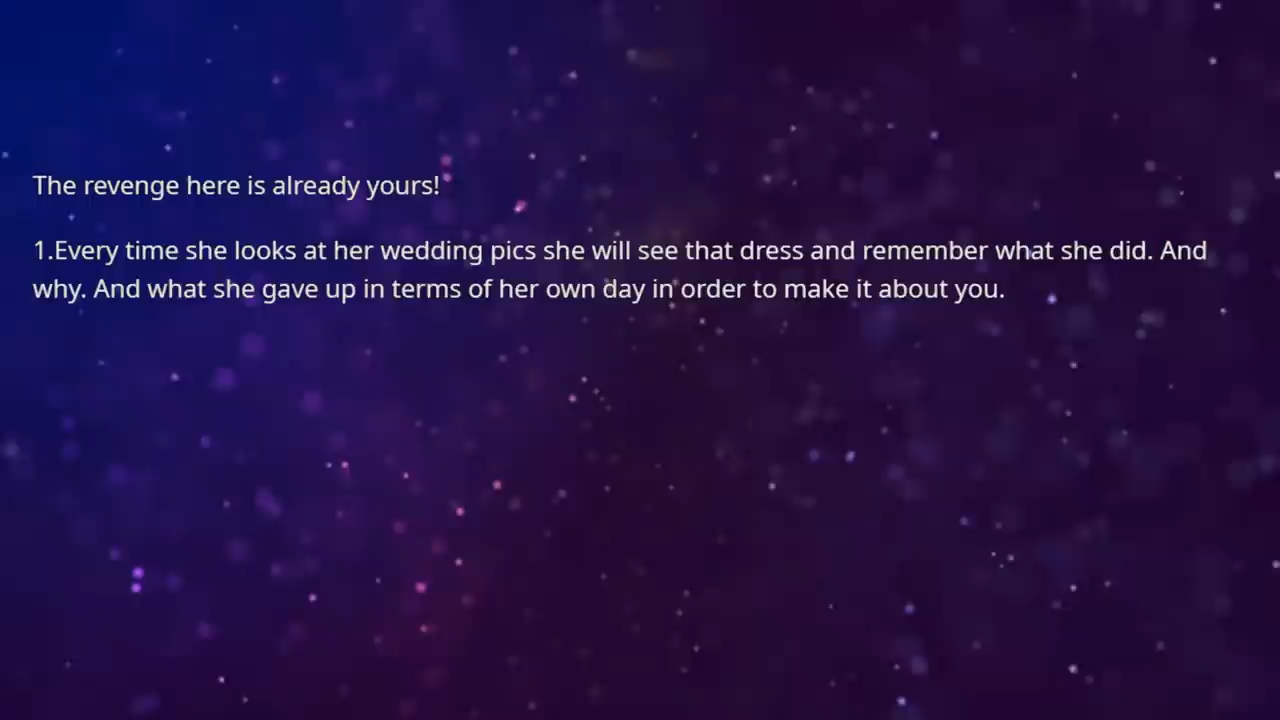 The revenge here is already yours!
1.Every time she looks at her wedding pics she will see that dress and remember what she did. And
why. And what she gave up in terms of her own day in order to make it about you.